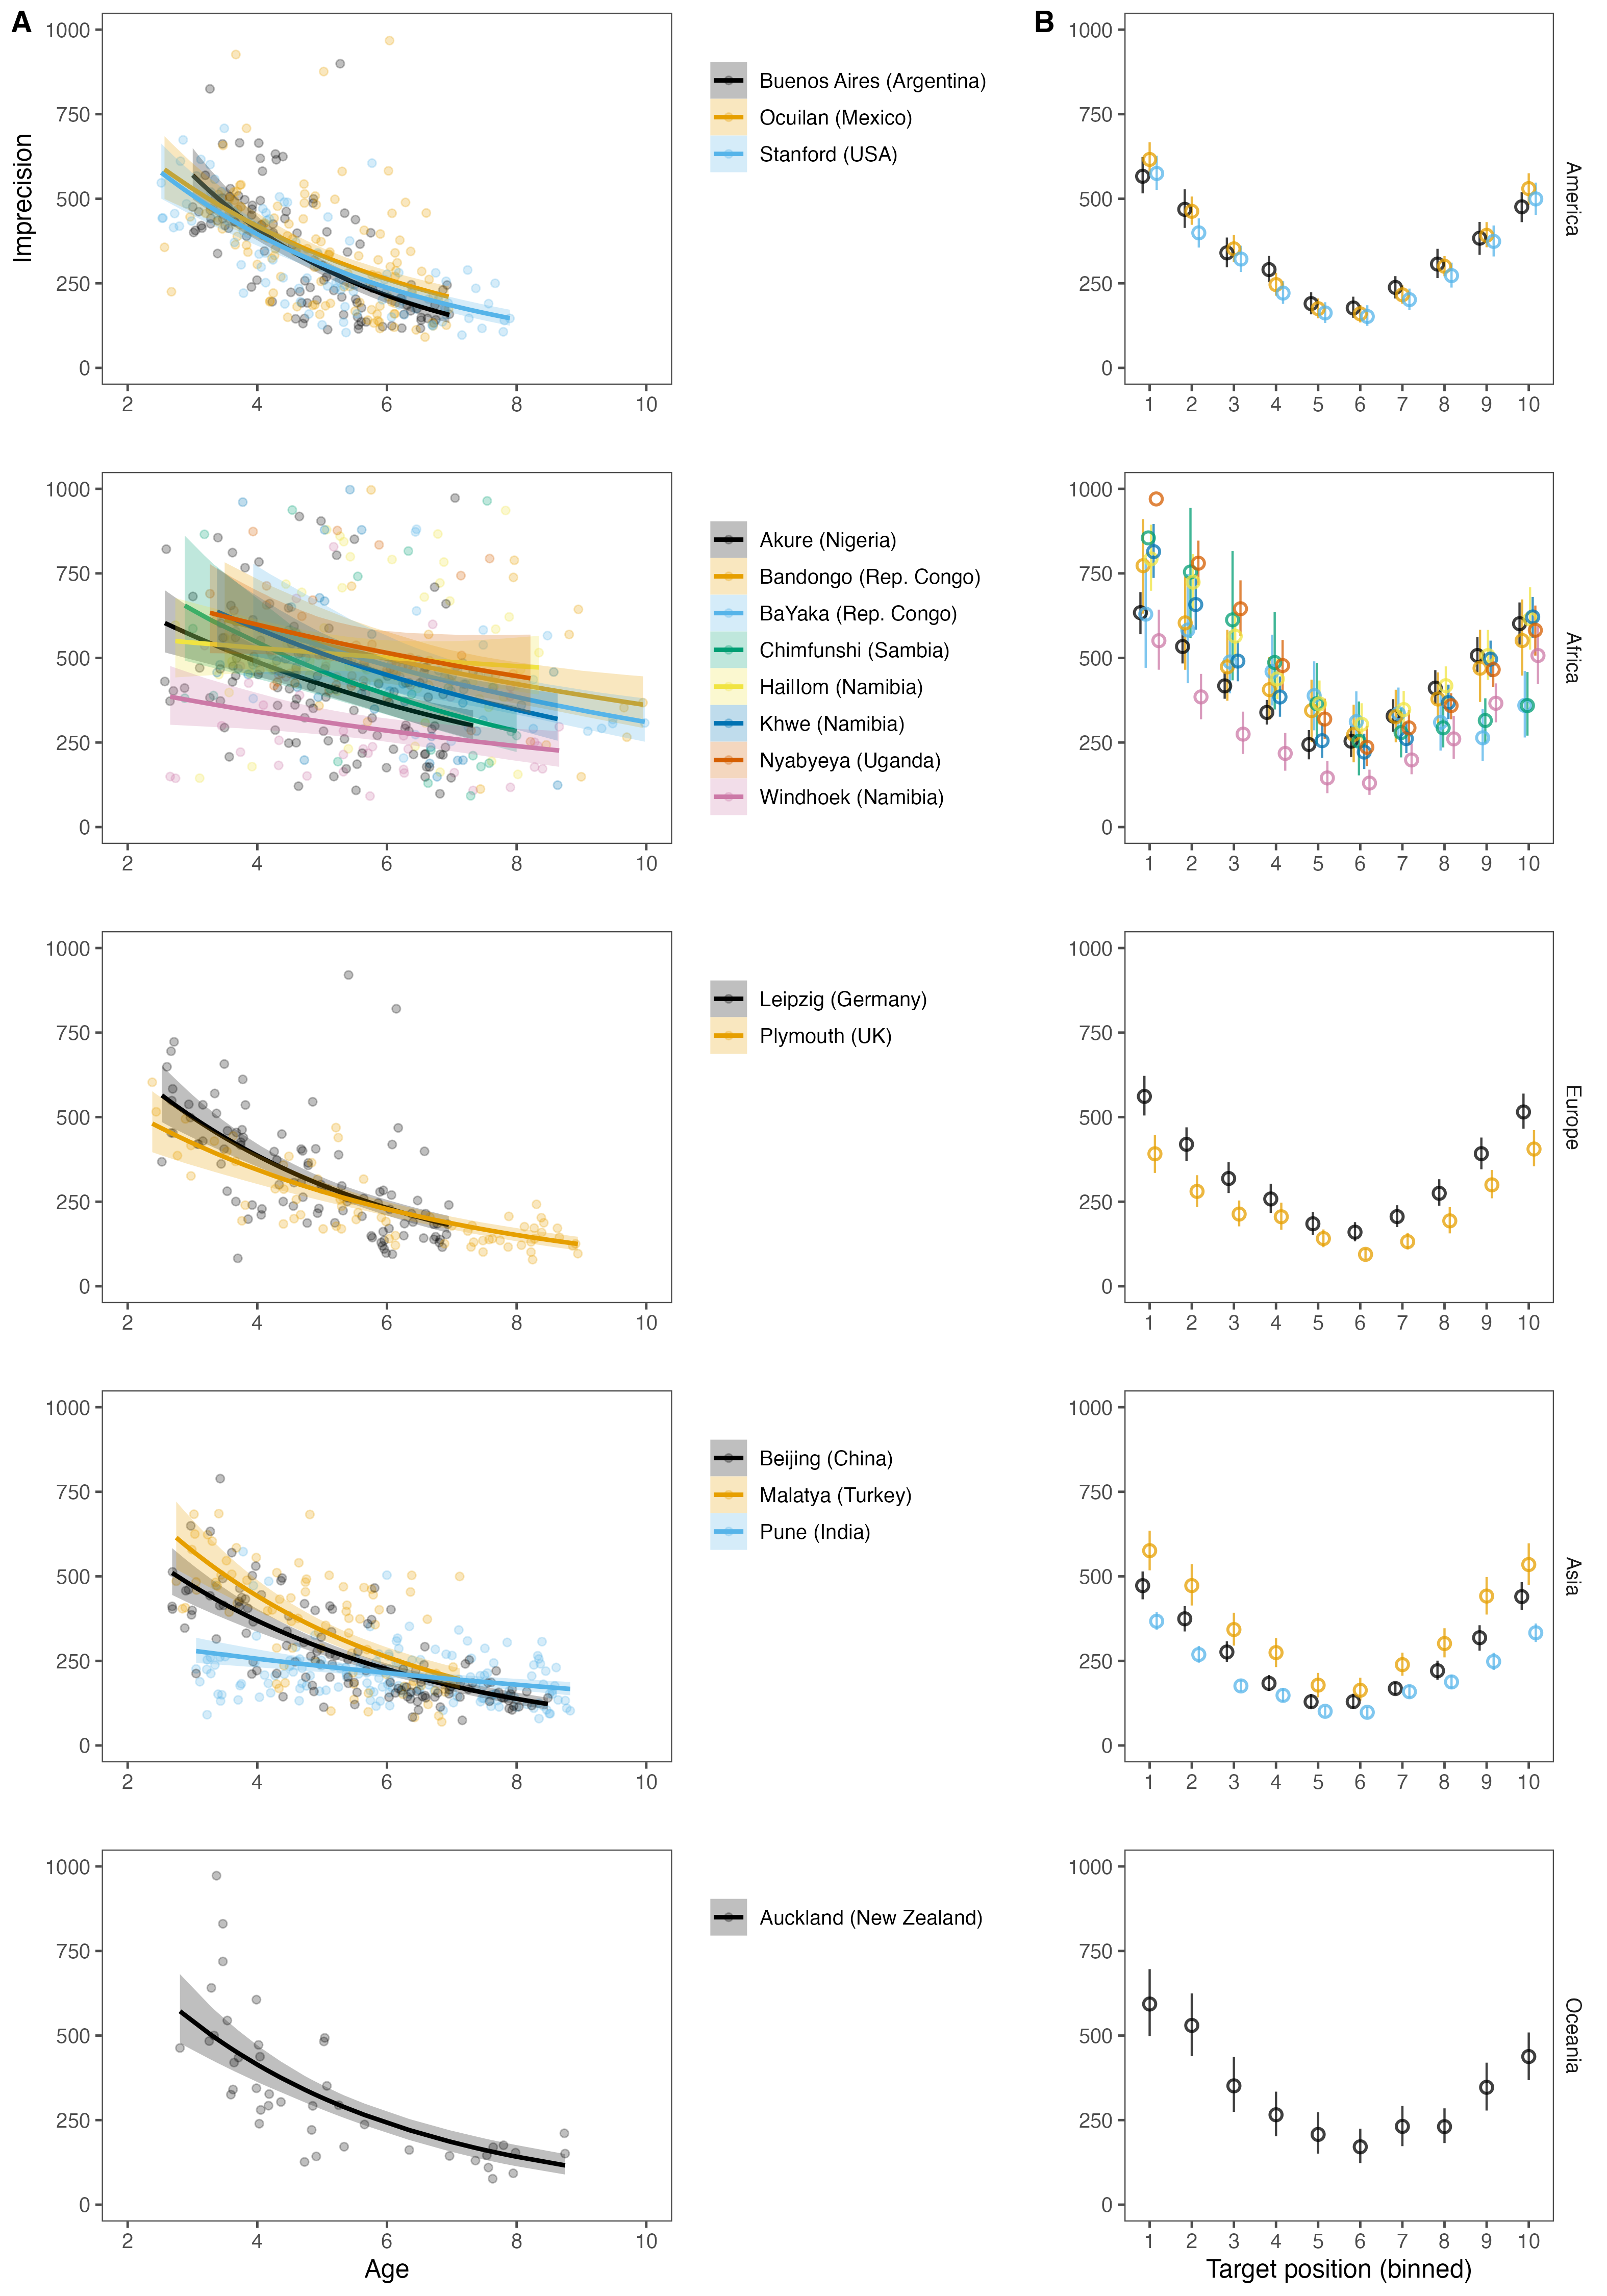 A
B
Imprecision
1000
750
500
250
0
2 4 6 8 10
Buenos Aires (Argentina)
Ocuilan (Mexico)
Stanford (USA)
1000
750
500
250
0
1 2 3 4 5 6 7 8 9 10
America
1000
750
500
250
0
2 4 6 8 10
Akure (Nigeria)
Bandongo (Rep. Congo)
BaYaka (Rep. Congo)
Chimfunshi (Sambia)
Haillom (Namibia)
Khwe (Namibia)
Nyabyeya (Uganda)
Windhoek (Namibia)
1000
750
500
250
0
1 2 3 4 5 6 7 8 9 10
Africa
1000
750
500
250
0
2 4 6 8 10
Leipzig (Germany)
Plymouth (UK)
1000
750
500
250
0
1 2 3 4 5 6 7 8 9 10
Europe
1000
750
500
250
0
2 4 6 8 10
Beijing (China)
Malatya (Turkey)
Pune (India)
1000
750
500
250
0
1 2 3 4 5 6 7 8 9 10
Asia
1000
750
500
250
0
2 4 6 8 10
Age
Auckland (New Zealand)
1000
750
500
250
0
1 2 3 4 5 6 7 8 9 10
Target position (binned)
Oceania